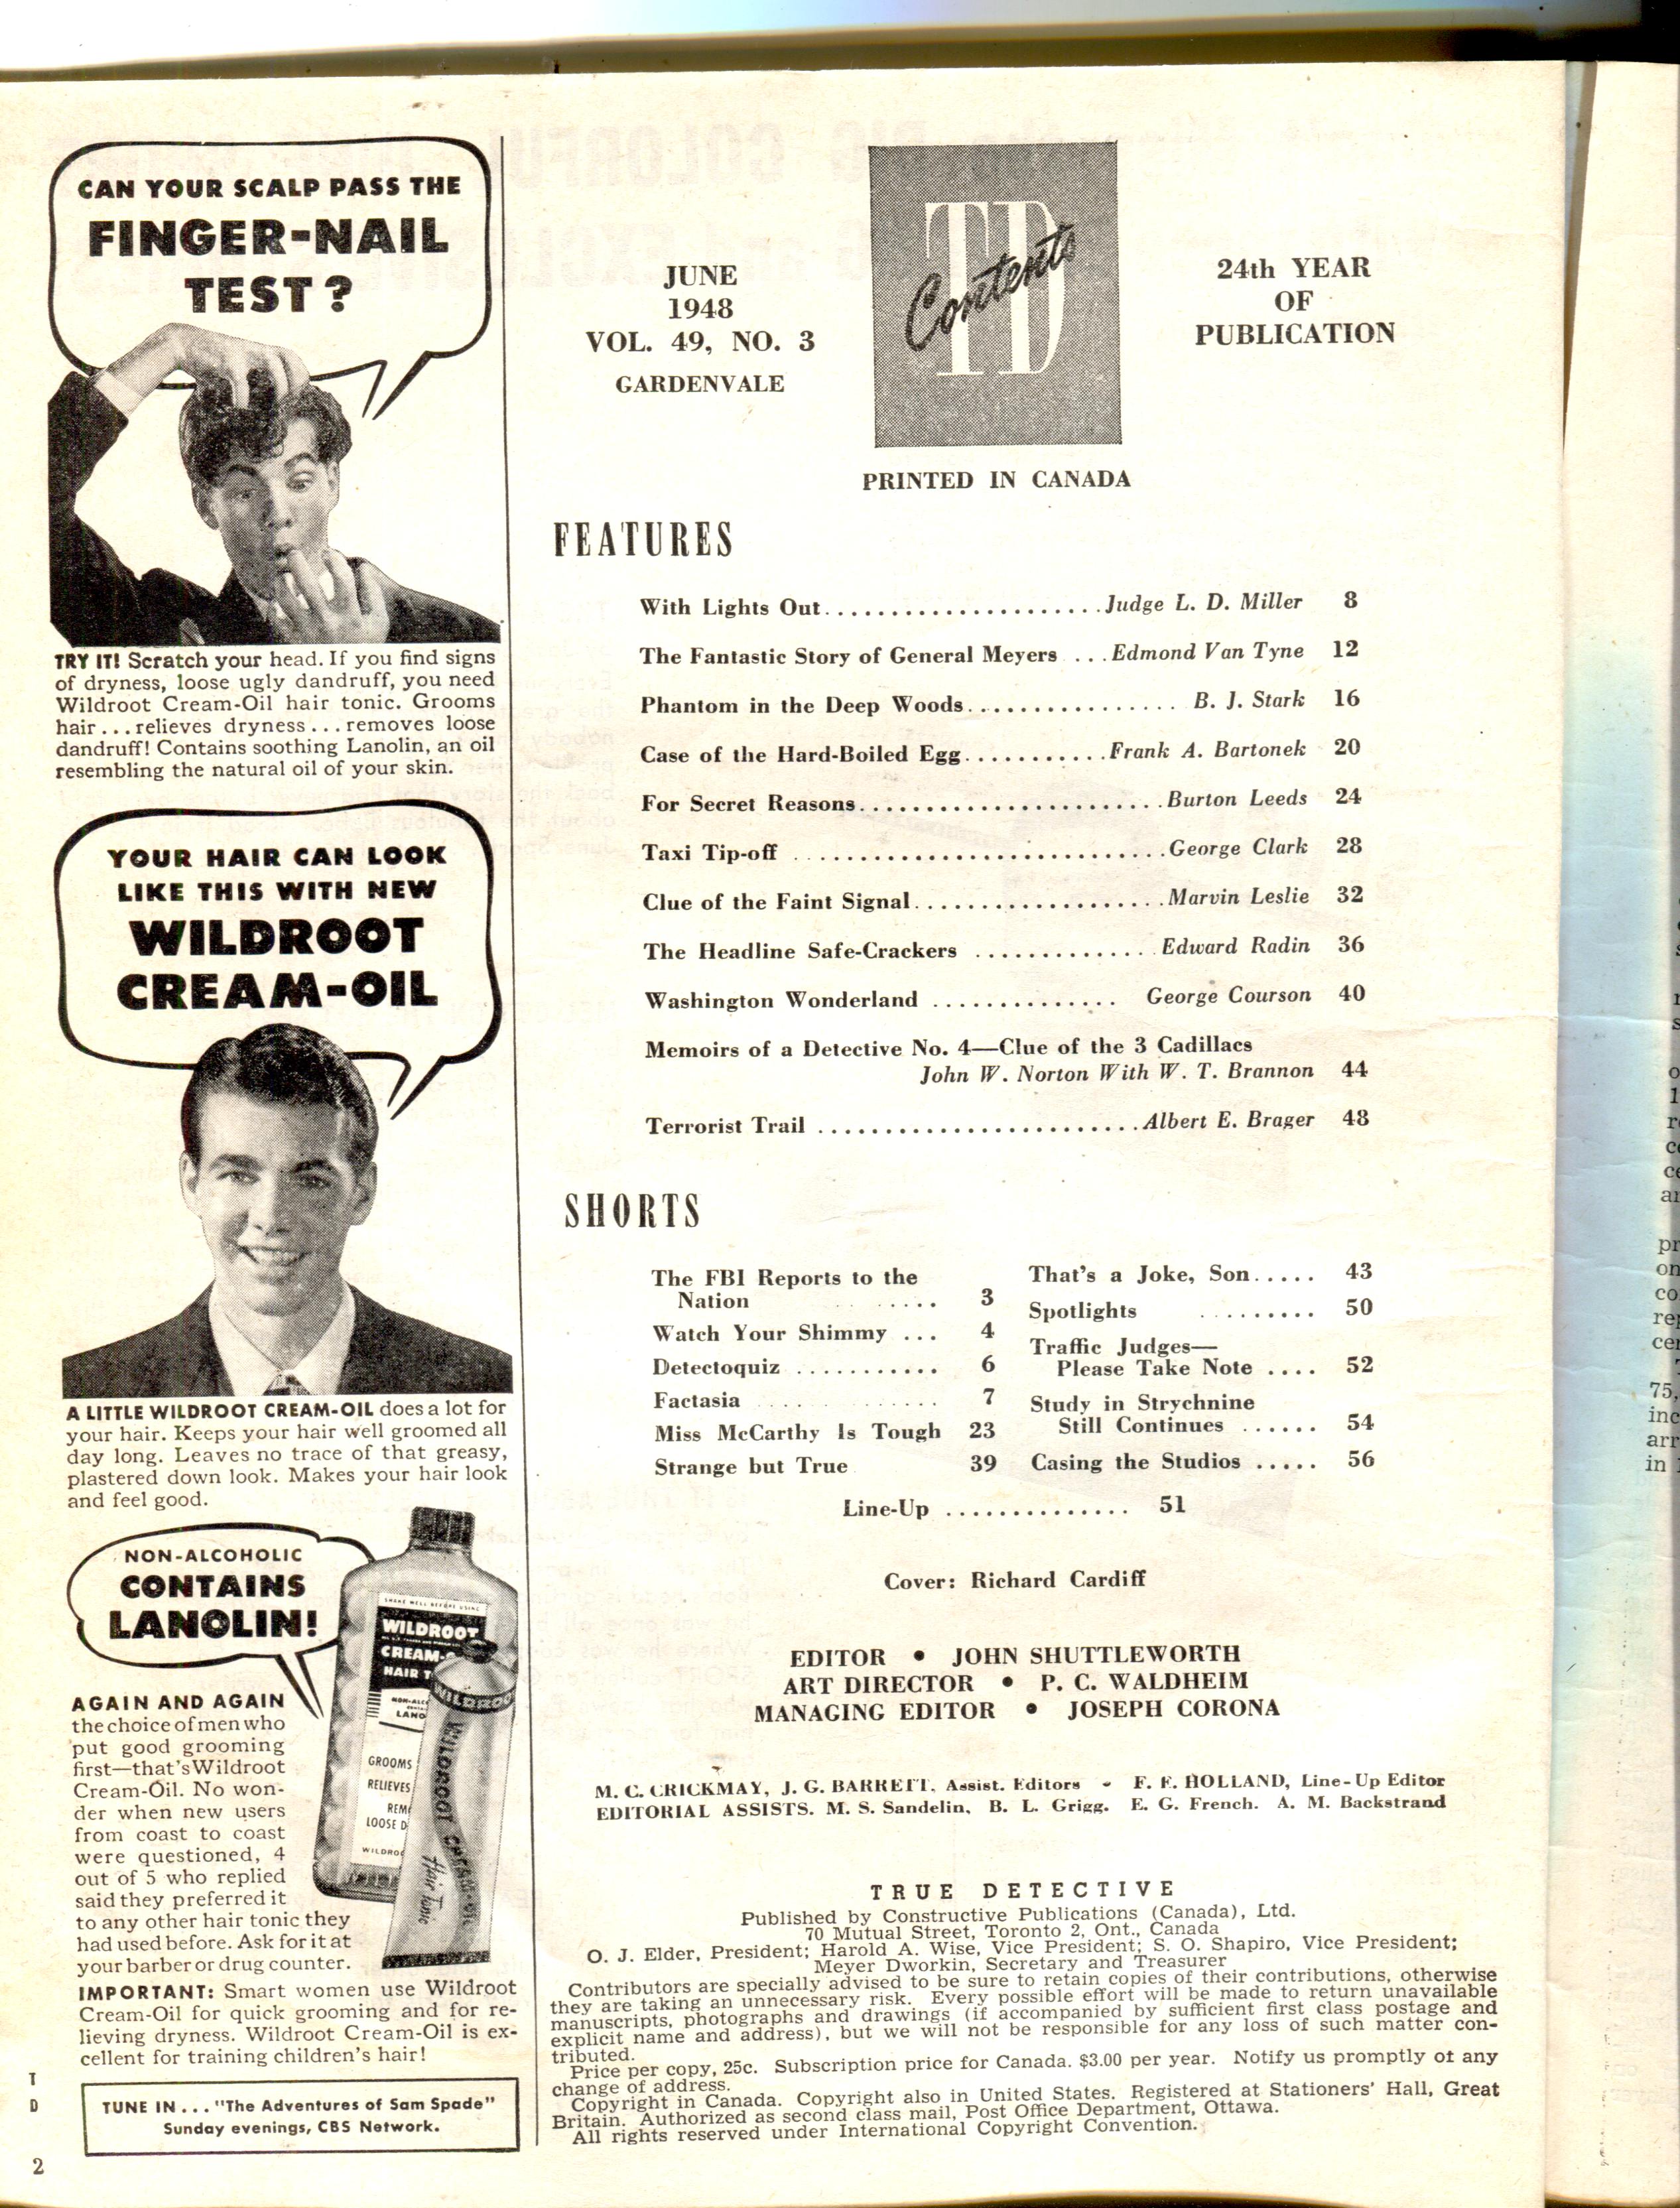 CAN YOUR SCALP PASS THE
FINGER-NAIL
TEST?
TRY IT! Scratch your head. If you find signs
of dryness, loose ugly dandruff, you need
Wildroot Cream-Oil hair tonic. Grooms
hair...relieves dryness...removes loose
dandruff! Contains soothing Lanolin, an oil
resembling the natural oil of your skin.
YOUR HAIR CAN LOOK
LIKE THIS WITH NEW
WILDROOT
CREAM-OIL
A LITTLE WILDROOT CREAM-OIL does a lot for
your hair. Keeps your hair well groomed all
day long. Leaves no trace of that greasy,
plastered down look. Makes your hair look
and feel good.
NON-ALCOHOLIC
CONTAINS
LANOLIN!
SHAKE WELL BEFORE USING
WILDROOT
CREAM-
HAIR T
LANO
GROOMS
RELIEVES
REM
LOOSE D
WILDROO
WILDROO
WILDROOT CREAM-OIL
Hair Tonic
AGAIN AND AGAIN
the choice of men who
put good grooming
first—that's Wildroot
Cream-Oil. No won-
der when new users
from coast to coast
were questioned, 4
out of 5 who replied
said they preferred it
to any other hair tonic they
had used before. Ask for it at
your barber or drug counter.
IMPORTANT: Smart women use Wildroot
Cream-Oil for quick grooming and for re-
lieving dryness. Wildroot Cream-Oil is ex-
cellent for training children's hair!
TUNE IN... "The Adventures of Sam Spade"
Sunday evenings, CBS Network.
T
D
2
JUNE
1948
VOL. 49, NO. 3
GARDENVALE
TD
Contents
24th YEAR
OF
PUBLICATION
PRINTED IN CANADA
FEATURES
With Lights Out.....................Judge L. D. Miller 8
The Fantastic Story of General Meyers ...Edmond Van Tyne 12
Phantom in the Deep Woods................ B. J. Stark 16
Case of the Hard-Boiled Egg...........Frank A. Bartonek 20
For Secret Reasons.......................Burton Leeds 24
Taxi Tip-off .............................George Clark 28
Clue of the Faint Signal...................Marvin Leslie 32
The Headline Safe-Crackers ..............Edward Radin 36
Washington Wonderland .............. George Courson 40
Memoirs of a Detective No. 4—Clue of the 3 Cadillacs
John W. Norton With W. T. Brannon 44
Terrorist Trail .........................Albert E. Brager 48
SHORTS
The FBI Reports to the
Nation ..... 3
Watch Your Shimmy ... 4
Detectoquiz ........... 6
Factasia .............. 7
Miss McCarthy Is Tough 23
Strange but True 39
That's a Joke, Son..... 43
Spotlights ......... 50
Traffic Judges—
Please Take Note .... 52
Study in Strychnine
Still Continues ...... 54
Casing the Studios ..... 56
Line-Up .............. 51
Cover: Richard Cardiff
EDITOR • JOHN SHUTTLEWORTH
ART DIRECTOR • P. C. WALDHEIM
MANAGING EDITOR • JOSEPH CORONA
M. C. CRICKMAY, J. G. BARRETT, Assist. Editors - F. F. HOLLAND, Line-Up Editor
EDITORIAL ASSISTS. M. S. Sandelin, B. L. Grigg, E. G. French. A. M. Backstrand
TRUE DETECTIVE
Published by Constructive Publications (Canada), Ltd.
70 Mutual Street, Toronto 2, Ont., Canada
O. J. Elder, President; Harold A. Wise, Vice President; S. O. Shapiro, Vice President;
Meyer Dworkin, Secretary and Treasurer
Contributors are specially advised to be sure to retain copies of their contributions, otherwise
they are taking an unnecessary risk. Every possible effort will be made to return unavailable
manuscripts, photographs and drawings (if accompanied by sufficient first class postage and
explicit name and address), but we will not be responsible for any loss of such matter con-
tributed.
Price per copy, 25c. Subscription price for Canada. $3.00 per year. Notify us promptly of any
change of address.
Copyright in Canada. Copyright also in United States. Registered at Stationers' Hall, Great
Britain. Authorized as second class mail, Post Office Department, Ottawa.
All rights reserved under International Copyright Convention.